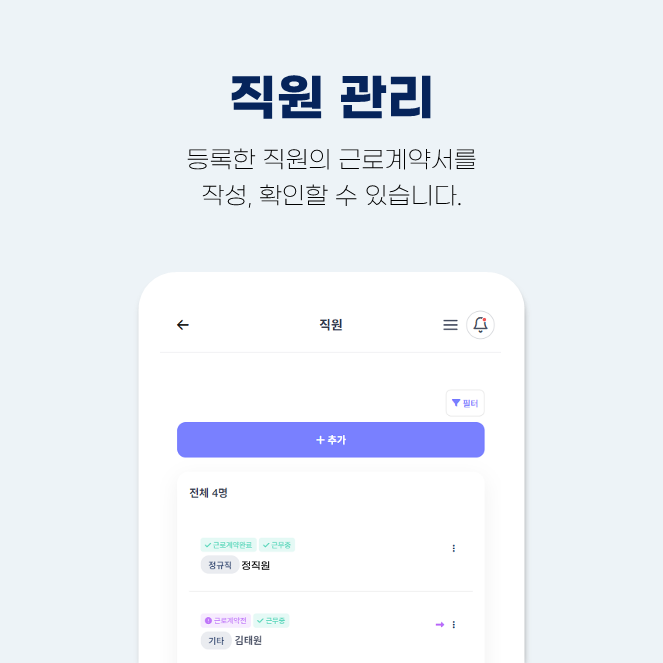 직원 관리
등록한 직원의 근로계약서를
작성, 확인할 수 있습니다.
직원
필터
+ 추가
전체 4명
근로계약완료 근무중
정규직 정직원
근로계약전 근무중
기타 김태원